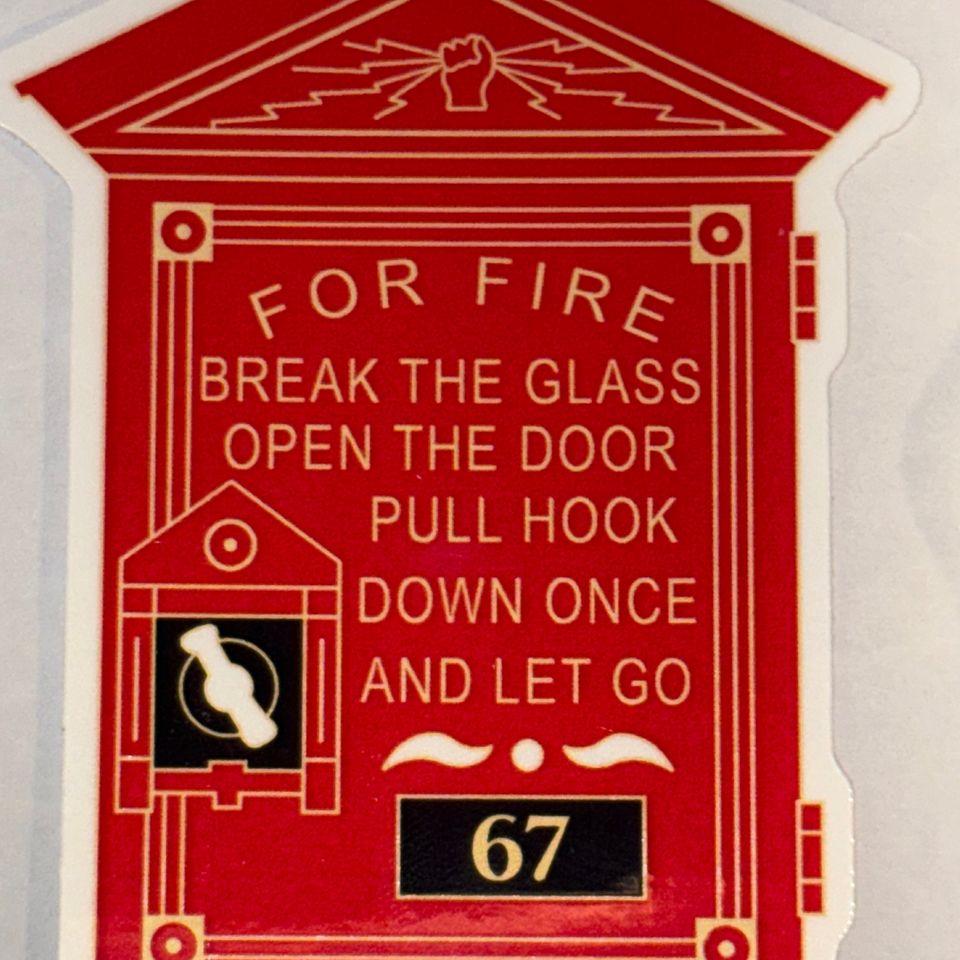 FOR FIRE
BREAK THE GLASS
OPEN THE DOOR
PULL HOOK
DOWN ONCE
AND LET GO
67